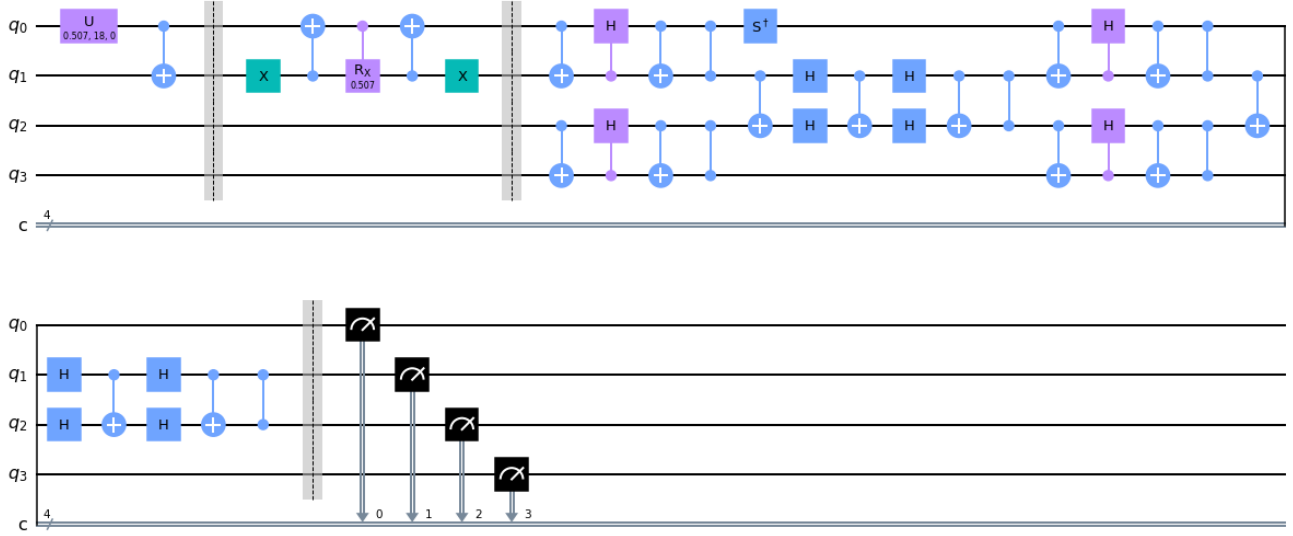 q0 U 0.507, 18, 0 H S† H
q1 X RX 0.507 X H H
q2 H H H H
q3
4
c
q0
q1 H H
q2 H H
q3
4 0 1 2 3
c